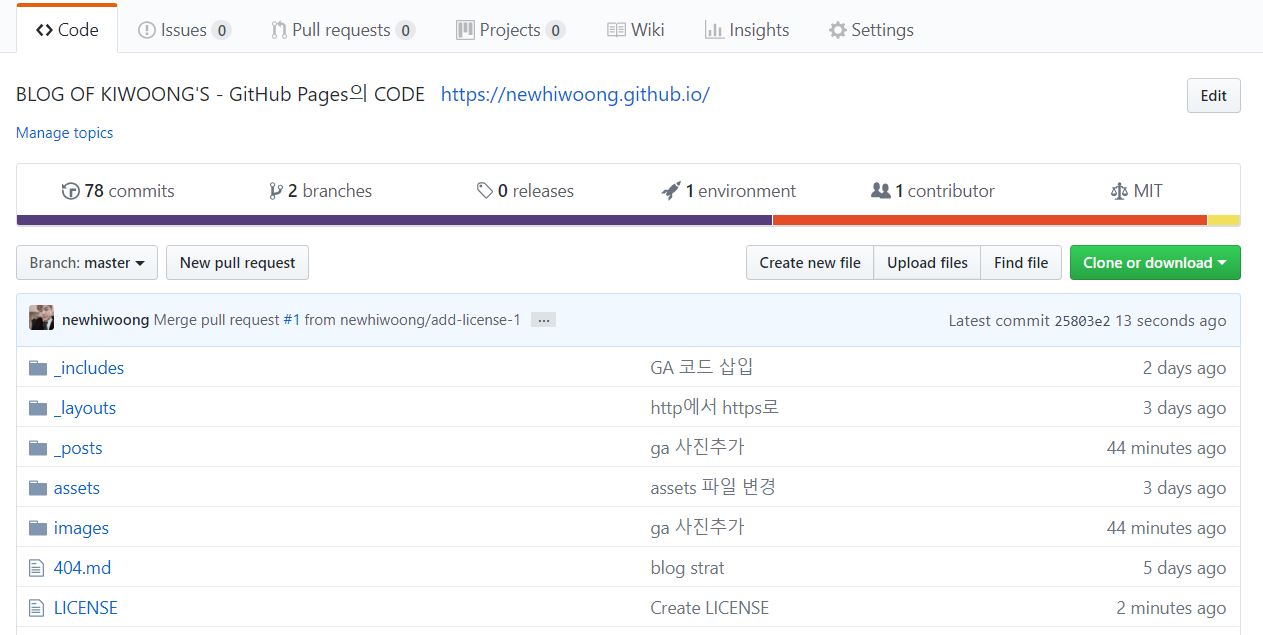 Code Issues 0 Pull requests 0 Projects 0 Wiki Insights Settings
BLOG OF KIWOONG'S - GitHub Pages의 CODE https://newhiwoong.github.io/ Edit
Manage topics
78 commits 2 branches 0 releases 1 environment 1 contributor MIT
Branch: master New pull request Create new file Upload files Find file Clone or download
newhiwoong Merge pull request #1 from newhiwoong/add-license-1 ... Latest commit 25803e2 13 seconds ago
_includes GA 코드 삽입 2 days ago
_layouts http에서 https로 3 days ago
_posts ga 사진추가 44 minutes ago
assets assets 파일 변경 3 days ago
images ga 사진추가 44 minutes ago
404.md blog strat 5 days ago
LICENSE Create LICENSE 2 minutes ago